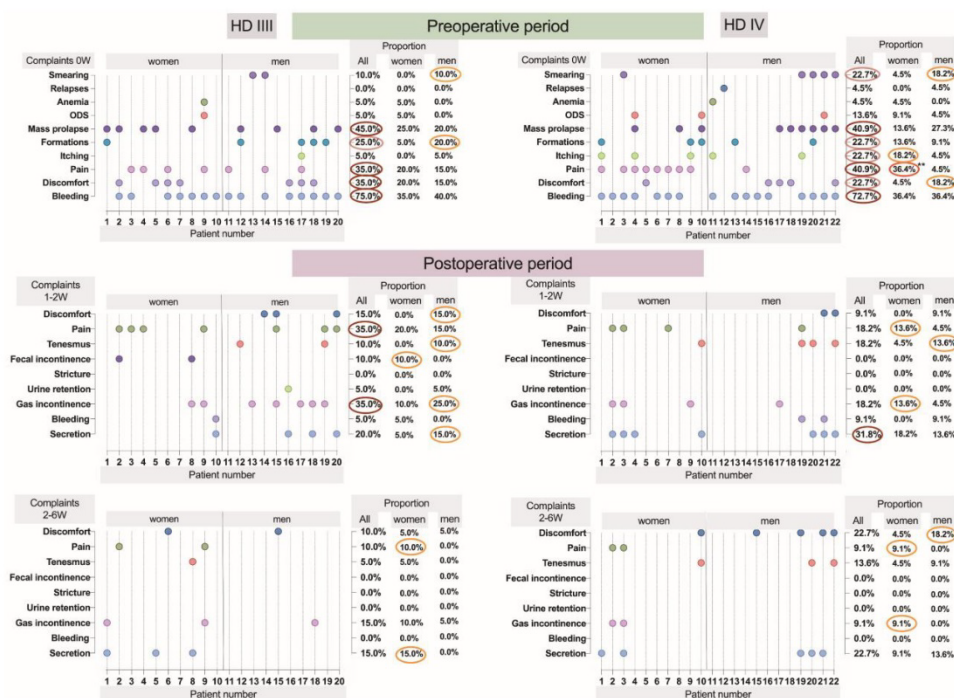 HD IIII
Preoperative period
HD IV
Proportion
Complaints 0W women men All women men
Smearing 10.0% 0.0% 10.0%
Relapses 0.0% 0.0% 0.0%
Anemia 5.0% 5.0% 0.0%
ODS 5.0% 5.0% 0.0%
Mass prolapse 45.0% 25.0% 20.0%
Formations 25.0% 5.0% 20.0%
Itching 5.0% 0.0% 5.0%
Pain 35.0% 20.0% 15.0%
Discomfort 35.0% 20.0% 15.0%
Bleeding 75.0% 35.0% 40.0%
1 2 3 4 5 6 7 8 9 10 11 12 13 14 15 16 17 18 19 20
Patient number
Proportion
Complaints 0W women men All women men
Smearing 22.7% 4.5% 18.2%
Relapses 4.5% 0.0% 4.5%
Anemia 4.5% 0.0% 4.5%
ODS 13.6% 9.1% 4.5%
Mass prolapse 40.9% 13.6% 27.3%
Formations 22.7% 13.6% 9.1%
Itching 22.7% 18.2% 4.5%
Pain 40.9% 36.4% ** 4.5%
Discomfort 22.7% 4.5% 18.2%
Bleeding 72.7% 36.4% 36.4%
1 2 3 4 5 6 7 8 9 10 11 12 13 14 15 16 17 18 19 20 21 22
Patient number
Postoperative period
Complaints
1-2W
Proportion
women men All women men
Discomfort 15.0% 0.0% 15.0%
Pain 35.0% 20.0% 15.0%
Tenesmus 10.0% 0.0% 10.0%
Fecal incontinence 10.0% 10.0% 0.0%
Stricture 0.0% 0.0% 0.0%
Urine retention 5.0% 0.0% 5.0%
Gas incontinence 35.0% 10.0% 25.0%
Bleeding 5.0% 5.0% 0.0%
Secretion 20.0% 5.0% 15.0%
1 2 3 4 5 6 7 8 9 10 11 12 13 14 15 16 17 18 19 20
Patient number
Complaints
1-2W
Proportion
women men All women men
Discomfort 9.1% 0.0% 9.1%
Pain 18.2% 13.6% 4.5%
Tenesmus 18.2% 4.5% 13.6%
Fecal incontinence 0.0% 0.0% 0.0%
Stricture 0.0% 0.0% 0.0%
Urine retention 0.0% 0.0% 0.0%
Gas incontinence 18.2% 13.6% 4.5%
Bleeding 9.1% 0.0% 9.1%
Secretion 31.8% 18.2% 13.6%
1 2 3 4 5 6 7 8 9 10 11 12 13 14 15 16 17 18 19 20 21 22
Patient number
Complaints
2-6W
Proportion
women men All women men
Discomfort 10.0% 5.0% 5.0%
Pain 10.0% 10.0% 0.0%
Tenesmus 5.0% 5.0% 0.0%
Fecal incontinence 0.0% 0.0% 0.0%
Stricture 0.0% 0.0% 0.0%
Urine retention 0.0% 0.0% 0.0%
Gas incontinence 15.0% 10.0% 5.0%
Bleeding 0.0% 0.0% 0.0%
Secretion 15.0% 15.0% 0.0%
1 2 3 4 5 6 7 8 9 10 11 12 13 14 15 16 17 18 19 20
Patient number
Complaints
2-6W
Proportion
women men All women men
Discomfort 22.7% 4.5% 18.2%
Pain 9.1% 9.1% 0.0%
Tenesmus 13.6% 4.5% 9.1%
Fecal incontinence 0.0% 0.0% 0.0%
Stricture 0.0% 0.0% 0.0%
Urine retention 0.0% 0.0% 0.0%
Gas incontinence 9.1% 9.1% 0.0%
Bleeding 0.0% 0.0% 0.0%
Secretion 22.7% 9.1% 13.6%
1 2 3 4 5 6 7 8 9 10 11 12 13 14 15 16 17 18 19 20 21 22
Patient number